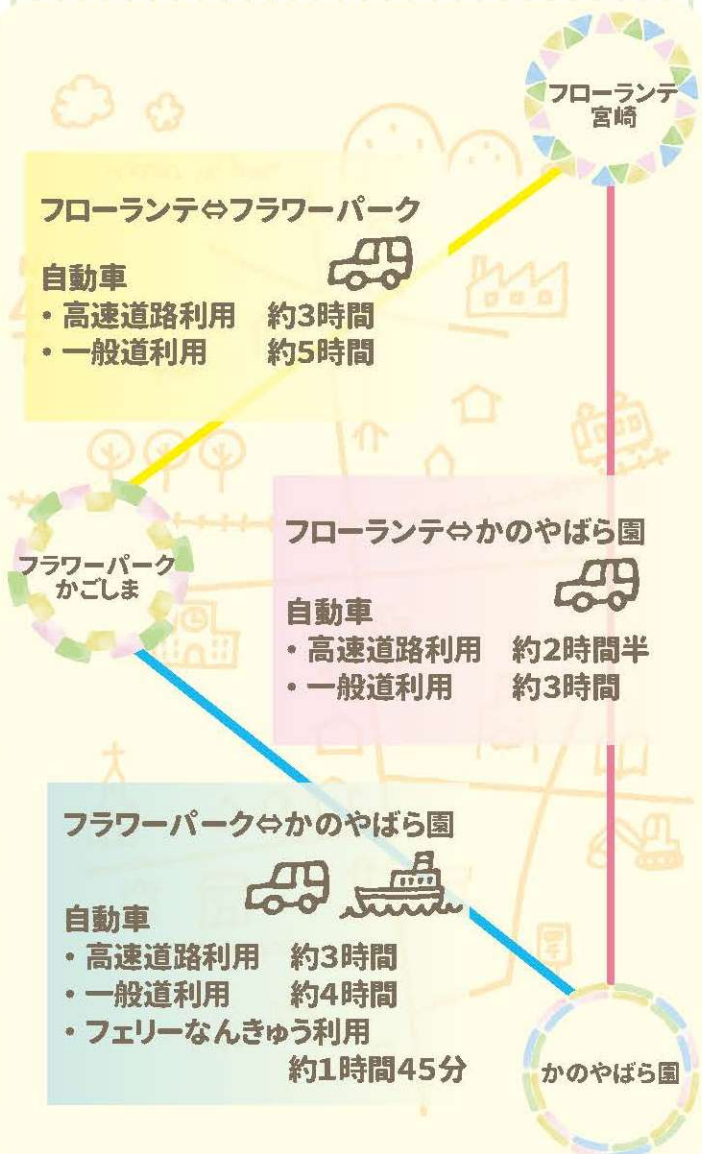 フローランテ
宮崎
フローランテ⇔フラワーパーク
自動車
・高速道路利用 約3時間
・一般道利用 約5時間
フラワーパーク
かごしま
フローランテ⇔かのやばら園
自動車
・高速道路利用 約2時間半
・一般道利用 約3時間
フラワーパーク⇔かのやばら園
自動車
・高速道路利用 約3時間
・一般道利用 約4時間
・フェリーなんきゅう利用
約1時間45分
かのやばら園